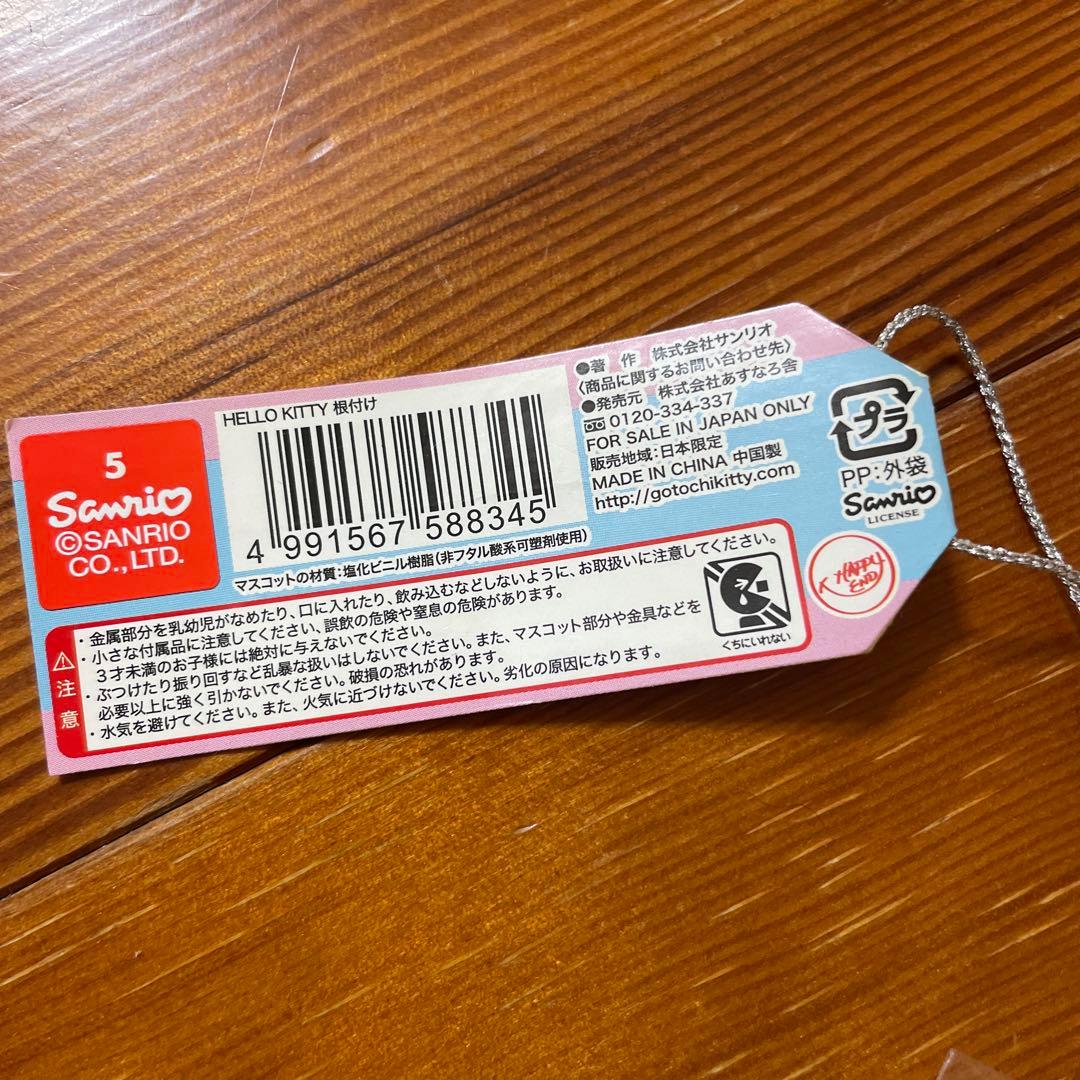 5
Sanrio
©SANRIO
CO.,LTD.
HELLO KITTY 根付け
4 991567 588345
マスコットの材質:塩化ビニル樹脂(非フタル酸系可塑剤使用)
●著 作 株式会社サンリオ
〈商品に関するお問い合わせ先〉
●発売元 株式会社あすなろ舎
0120-334-337
FOR SALE IN JAPAN ONLY
販売地域:日本限定
MADE IN CHINA 中国製
http://gotochikitty.com
プラ
PP:外袋
Sanrio
LICENSE
HAPPY
END
注意
・金属部分を乳幼児がなめたり、口に入れたり、飲み込むなどしないように、お取扱いに注意してください。
・小さな付属品に注意してください、誤飲の危険や窒息の危険があります。
3才未満のお子様には絶対に与えないでください。
・ぶつけたり振り回すなど乱暴な扱いはしないでください。また、マスコット部分や金具などを
必要以上に強く引かないでください。破損の恐れがあります。
・水気を避けてください。また、火気に近づけないでください。劣化の原因になります。
くちにいれない